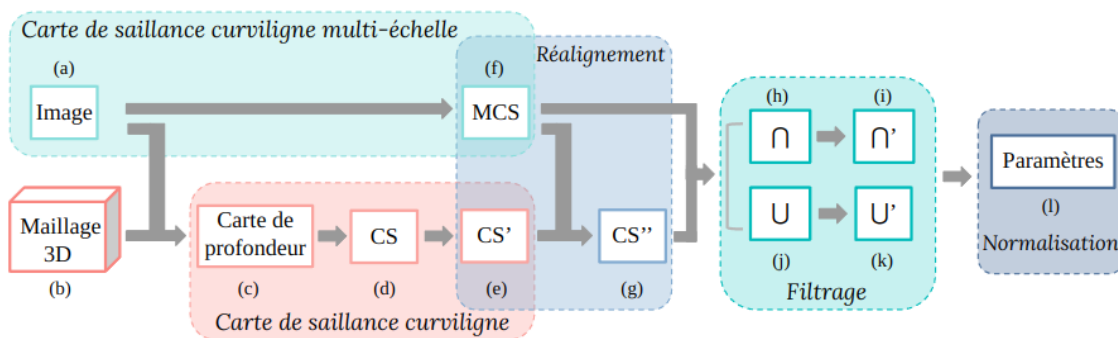 Carte de saillance curviligne multi-échelle
(a)
Image
(f)
MCS
Réalignement
(b)
Maillage
3D
Carte de
profondeur
(c)
CS
(d)
CS’
(e)
CS’’
(g)
Carte de saillance curviligne
(h)
∩
(i)
∩’
∪
(j)
∪’
(k)
Filtrage
Paramètres
(l)
Normalisation